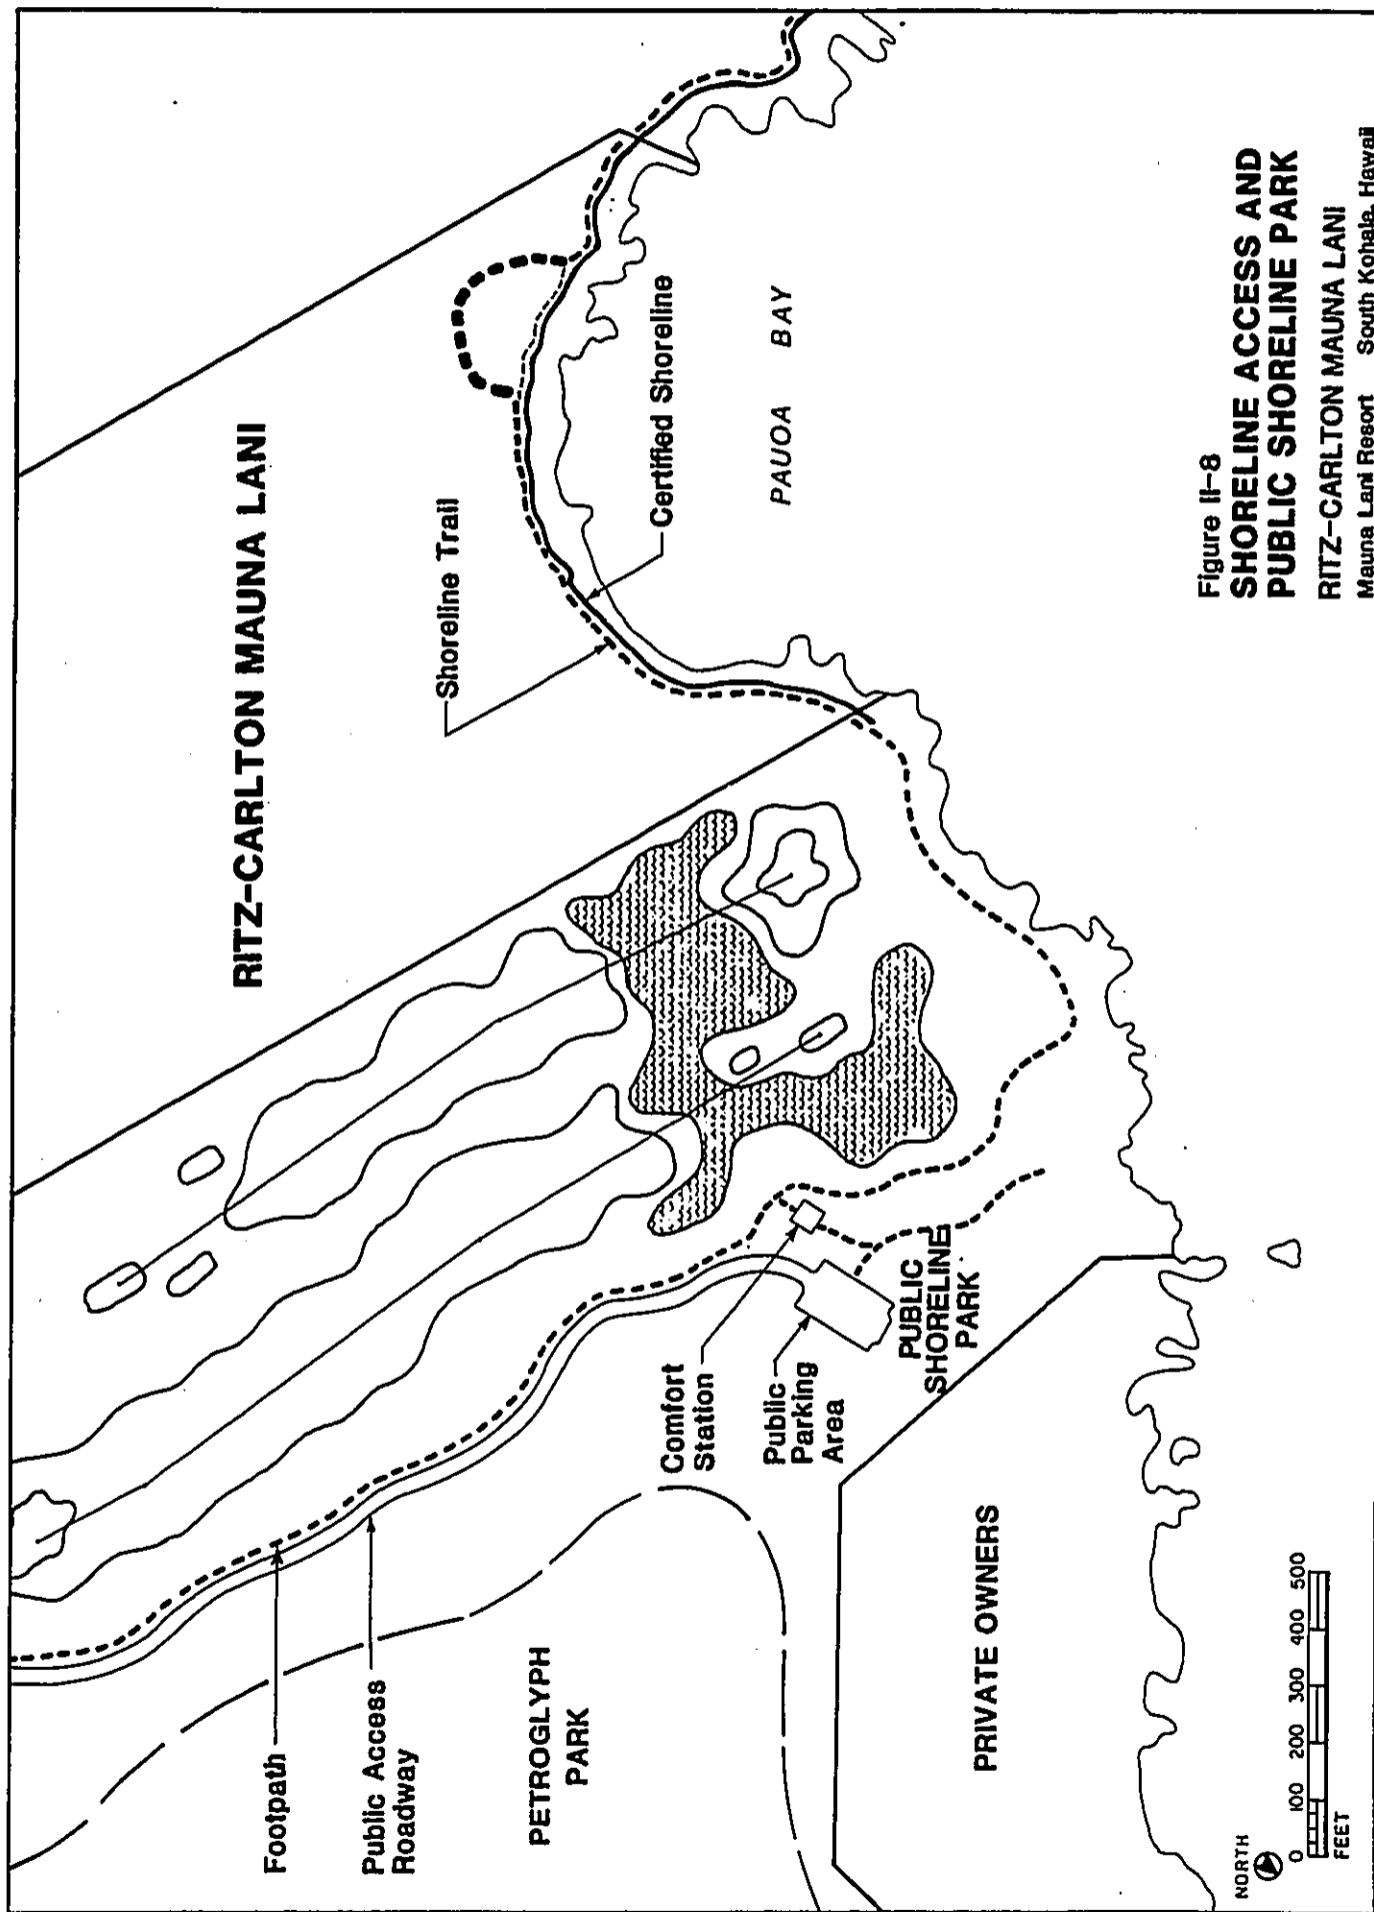 RITZ-CARLTON MAUNA LANI
Shoreline Trail
Certified Shoreline
PAUOA BAY
Footpath
Public Access
Roadway
PETROGLYPH
PARK
Comfort
Station
Public
Parking
Area
PUBLIC
SHORELINE
PARK
PRIVATE OWNERS
NORTH
0 100 200 300 400 500
FEET
Figure II-8
SHORELINE ACCESS AND
PUBLIC SHORELINE PARK
RITZ-CARLTON MAUNA LANI
Mauna Lani Resort South Kohala, Hawaii